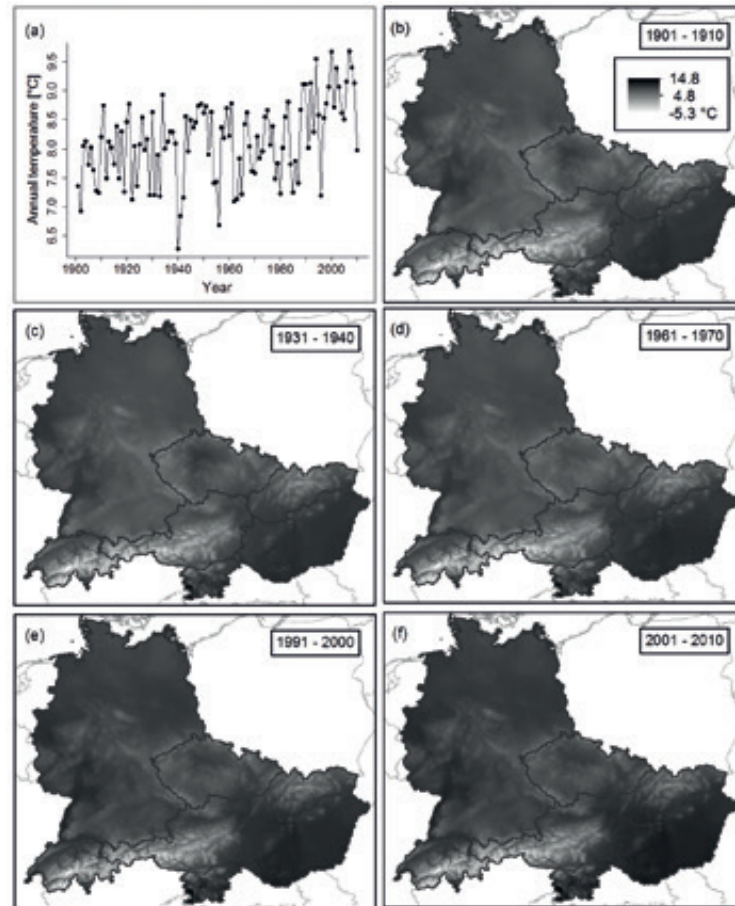 (a)
Annual temperature [°C]
9.5
9.0
8.5
8.0
7.5
7.0
6.5
1900
1920
1940
1960
1980
2000
Year
(b)
1901 - 1910
14.8
4.8
-5.3 °C
(c)
1931 - 1940
(d)
1961 - 1970
(e)
1991 - 2000
(f)
2001 - 2010